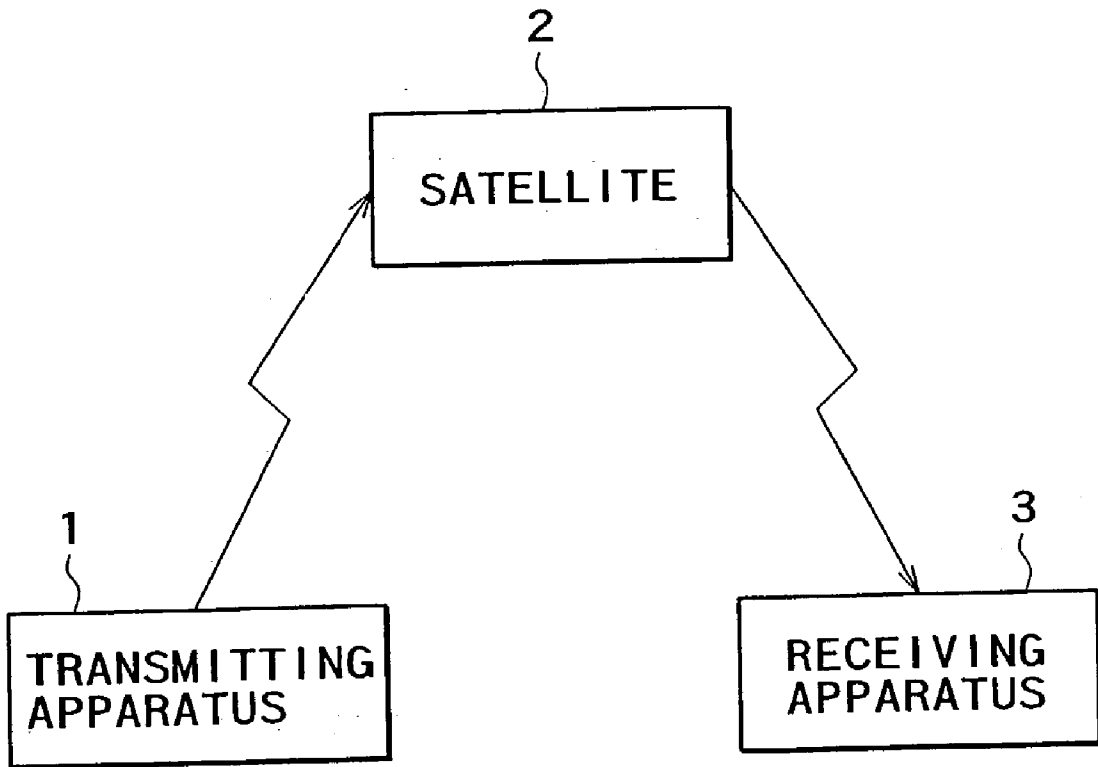 2
SATELLITE
1
TRANSMITTING
APPARATUS
3
RECEIVING
APPARATUS